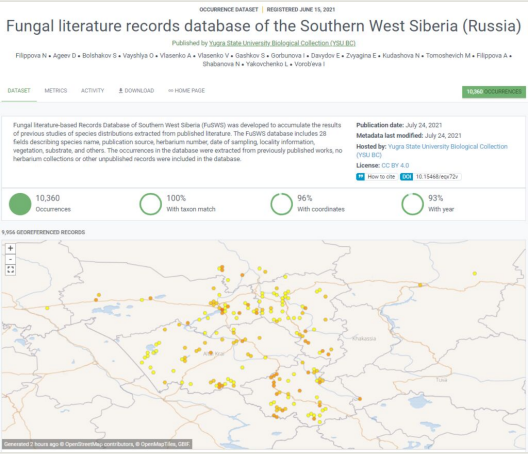 OCCURRENCE DATASET | REGISTERED JUNE 15, 2021
Fungal literature records database of the Southern West Siberia (Russia)
Published by Yugra State University Biological Collection (YSU BC)
Filippova N • Ageev D • Bolshakov S • Vayshlya O • Vlasenko A • Vlasenko V • Gashkov S • Gorbunova I • Davydov E • Zvyagina E • Kudashova N • Tomoshevich M • Filippova A •
Shabanova N • Yakovchenko L • Vorob'eva I
DATASET METRICS ACTIVITY DOWNLOAD HOME PAGE 10,360 OCCURRENCES
Fungal literature-based Records Database of Southern West Siberia (FuSWS) was developed to accumulate the results
of previous studies of species distributions extracted from published literature. The FuSWS database includes 28
fields describing species name, publication source, herbarium number, date of sampling, locality information,
vegetation, substrate, and others. The occurrences in the database were extracted from previously published works, no
herbarium collections or other unpublished records were included in the database.
Publication date: July 24, 2021
Metadata last modified: July 24, 2021
Hosted by: Yugra State University Biological Collection
(YSU BC)
License: CC BY 4.0
How to cite DOI 10.15468/eqx72v
10,360
Occurrences
100%
With taxon match
96%
With coordinates
93%
With year
9,956 GEOREFERENCED RECORDS
+
-
Khakassia
Tuva
Generated 2 hours ago © OpenStreetMap contributors, © OpenMapTiles, GBIF.